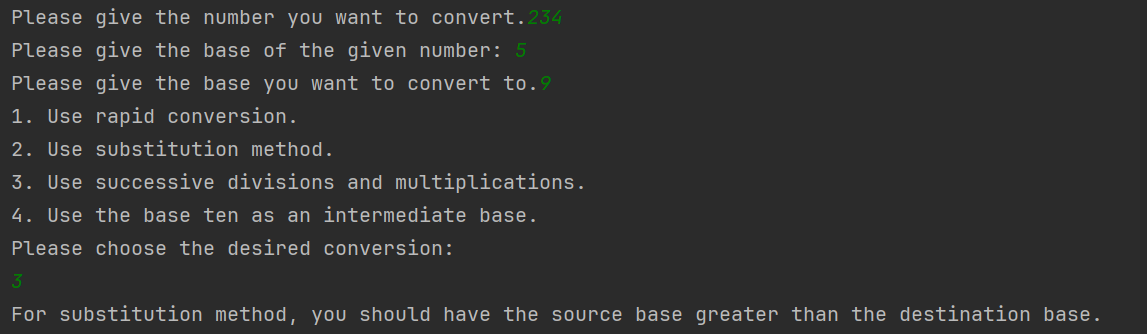 Please give the number you want to convert.234
Please give the base of the given number: 5
Please give the base you want to convert to.9
1. Use rapid conversion.
2. Use substitution method.
3. Use successive divisions and multiplications.
4. Use the base ten as an intermediate base.
Please choose the desired conversion:
3
For substitution method, you should have the source base greater than the destination base.